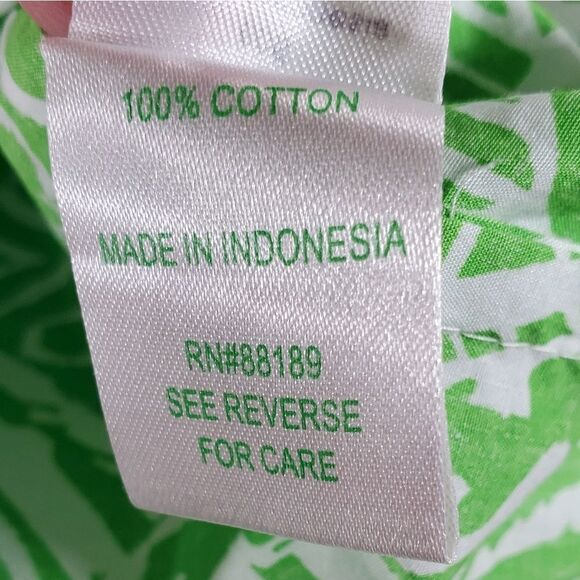 100% COTTON
MADE IN INDONESIA
RN#88189
SEE REVERSE
FOR CARE